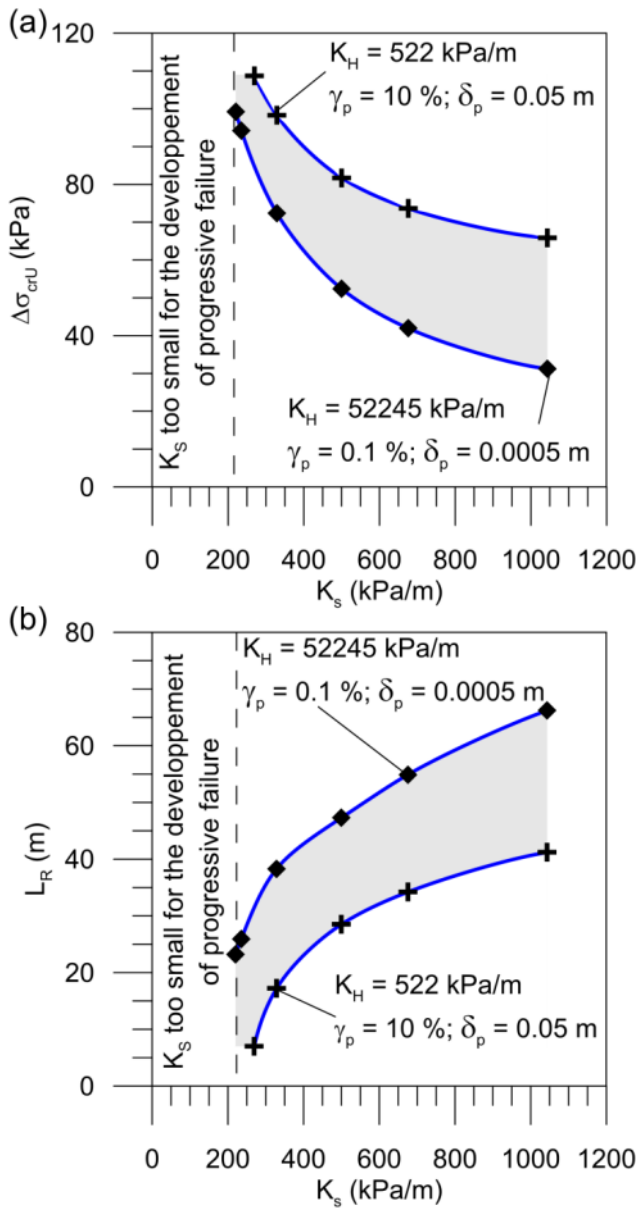 (a)
120
80
40
0
ΔσcrU (kPa)
K_S too small for the developpement
of progressive failure
K_H = 522 kPa/m
γ_p = 10 %; δ_p = 0.05 m
K_H = 52245 kPa/m
γ_p = 0.1 %; δ_p = 0.0005 m
0 200 400 600 800 1000 1200
K_s (kPa/m)
(b)
80
60
40
20
0
L_R (m)
K_S too small for the developpement
of progressive failure
K_H = 52245 kPa/m
γ_p = 0.1 %; δ_p = 0.0005 m
K_H = 522 kPa/m
γ_p = 10 %; δ_p = 0.05 m
0 200 400 600 800 1000 1200
K_s (kPa/m)